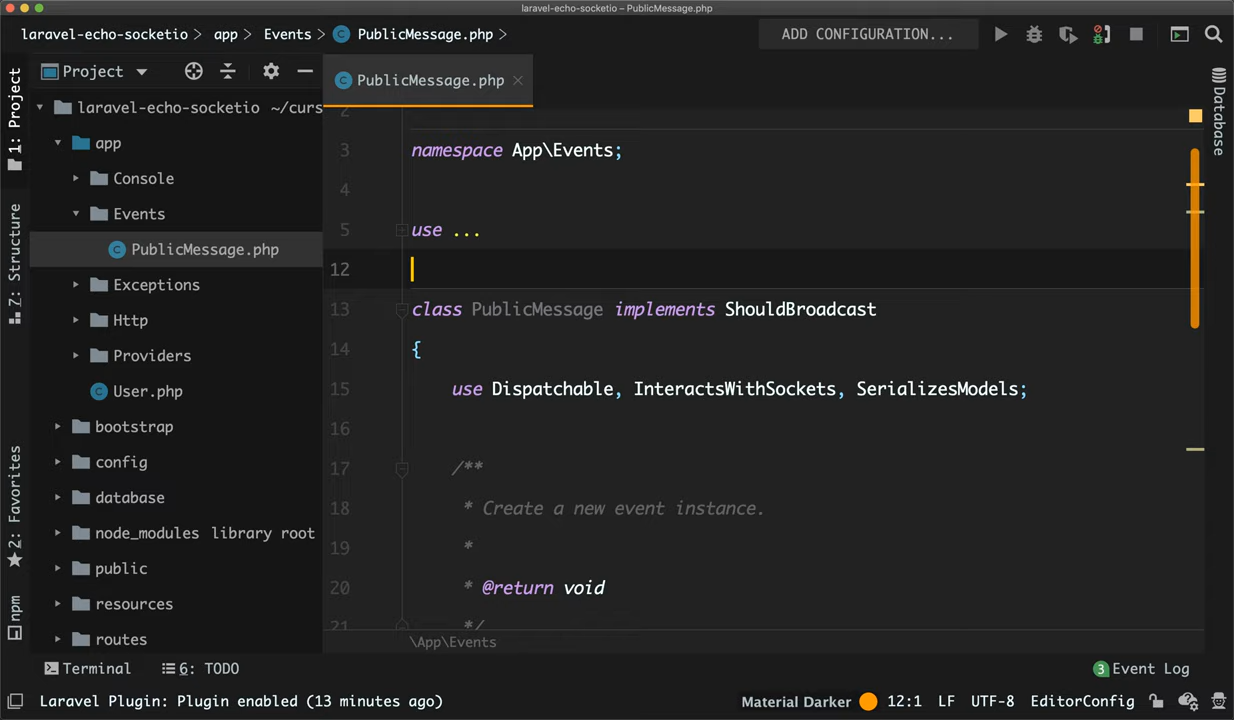 laravel-echo-socketio – PublicMessage.php
laravel-echo-socketio > app > Events > PublicMessage.php >
ADD CONFIGURATION...
1: Project
7: Structure
2: Favorites
npm
Project
laravel-echo-socketio ~/curs
app
Console
Events
PublicMessage.php
Exceptions
Http
Providers
User.php
bootstrap
config
database
node_modules library root
public
resources
routes
PublicMessage.php
2
3 namespace App\Events;
4
5 use ...
12
13 class PublicMessage implements ShouldBroadcast
14 {
15 use Dispatchable, InteractsWithSockets, SerializesModels;
16
17 /**
18 * Create a new event instance.
19 *
20 * @return void
21 */
\App\Events
Database
Terminal
6: TODO
3 Event Log
Laravel Plugin: Plugin enabled (13 minutes ago)
Material Darker 12:1 LF UTF-8 EditorConfig